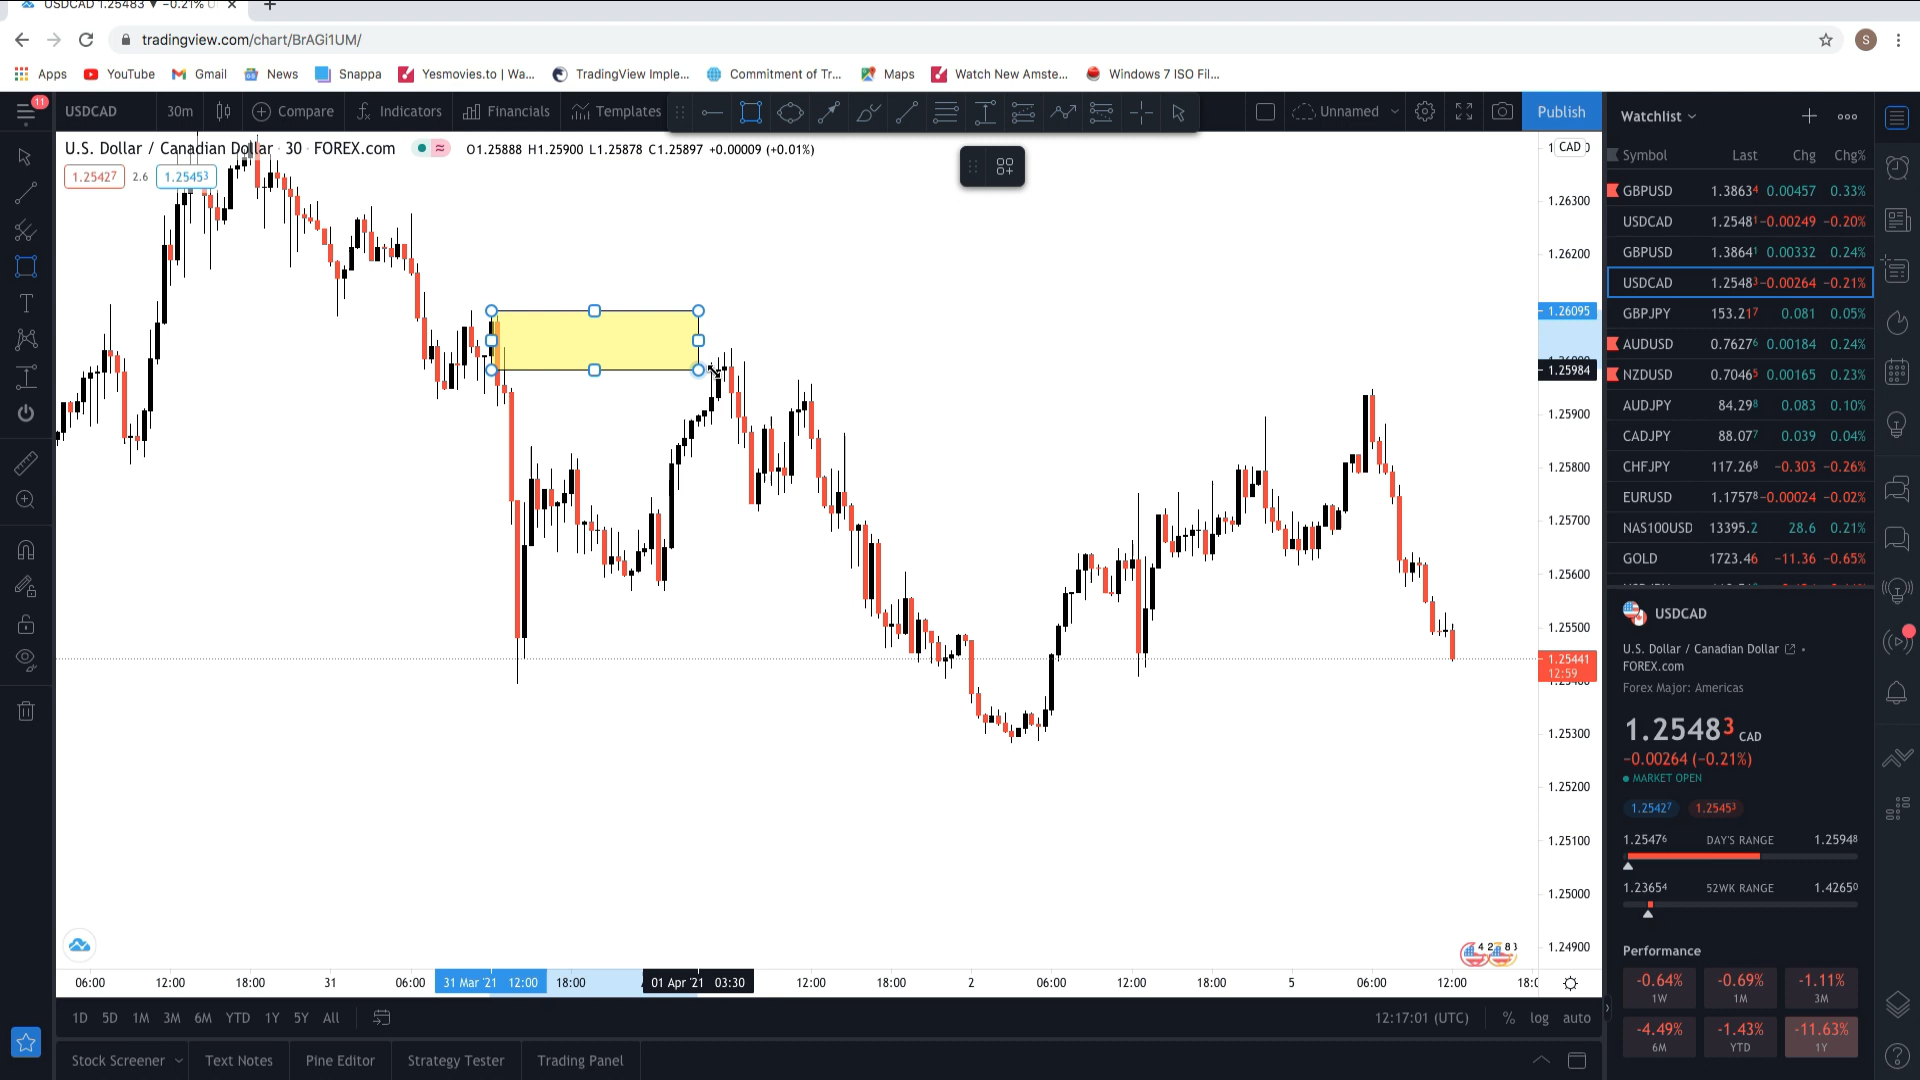 USDCAD 1.25483 ▼ −0.21%
tradingview.com/chart/BrAGi1UM/
S
Apps YouTube Gmail News Snappa Yesmovies.to | Wa... TradingView Imple... Commitment of Tr... Maps Watch New Amste... Windows 7 ISO Fil...
11
USDCAD 30m Compare Indicators Financials Templates Unnamed Publish
U.S. Dollar / Canadian Dollar · 30 · FOREX.com O1.25888 H1.25900 L1.25878 C1.25897 +0.00009 (+0.01%)
1.25427 2.6 1.25453
CAD
1.26300
1.26200
1.26095
1.25984
1.25900
1.25800
1.25700
1.25600
1.25500
1.25441
12:59
1.25300
1.25200
1.25100
1.25000
1.24900
06:00 12:00 18:00 31 06:00 31 Mar '21 12:00 18:00 01 Apr '21 03:30 12:00 18:00 2 06:00 12:00 18:00 5 06:00 12:00 18:0
1D 5D 1M 3M 6M YTD 1Y 5Y All 12:17:01 (UTC) % log auto
Stock Screener Text Notes Pine Editor Strategy Tester Trading Panel
Watchlist
Symbol Last Chg Chg%
GBPUSD 1.38634 0.00457 0.33%
USDCAD 1.25481 −0.00249 −0.20%
GBPUSD 1.38641 0.00332 0.24%
USDCAD 1.25483 −0.00264 −0.21%
GBPJPY 153.217 0.081 0.05%
AUDUSD 0.76276 0.00184 0.24%
NZDUSD 0.70465 0.00165 0.23%
AUDJPY 84.298 0.083 0.10%
CADJPY 88.077 0.039 0.04%
CHFJPY 117.268 −0.303 −0.26%
EURUSD 1.17578 −0.00024 −0.02%
NAS100USD 13395.2 28.6 0.21%
GOLD 1723.46 −11.36 −0.65%
USDCAD
U.S. Dollar / Canadian Dollar •
FOREX.com
Forex Major: Americas
1.25483 CAD
−0.00264 (−0.21%)
MARKET OPEN
1.25427 1.25453
1.25476 DAY'S RANGE 1.25948
1.23654 52WK RANGE 1.42650
Performance
-0.64% -0.69% -1.11%
1W 1M 3M
-4.49% -1.43% -11.63%
6M YTD 1Y